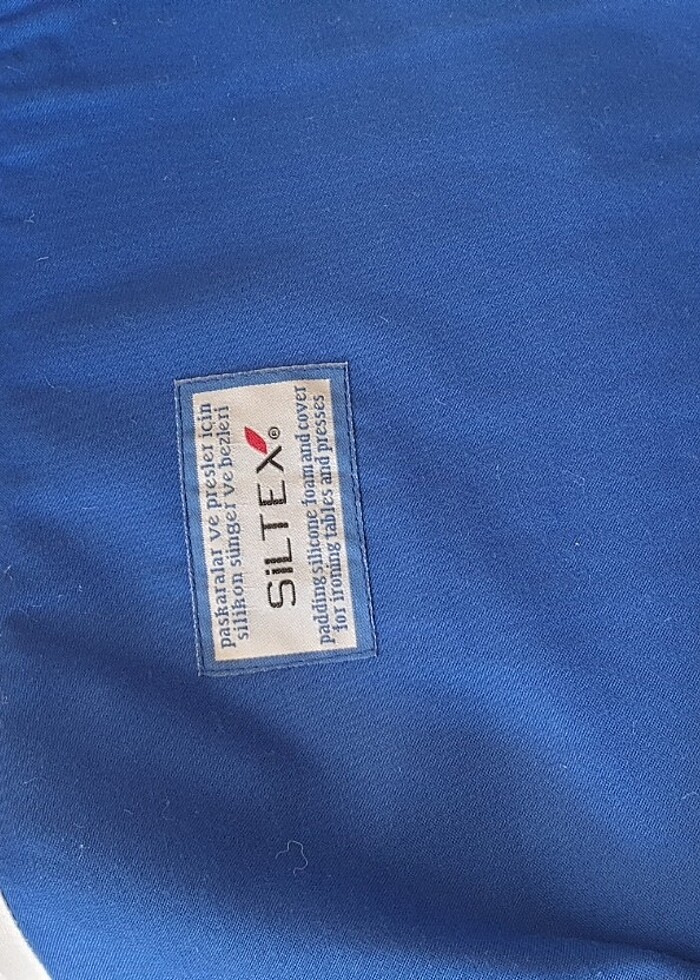 paskaralar ve presler için
silikon sünger ve bezleri
SiLTEX®
padding silicone foam and cover
for ironing tables and presses